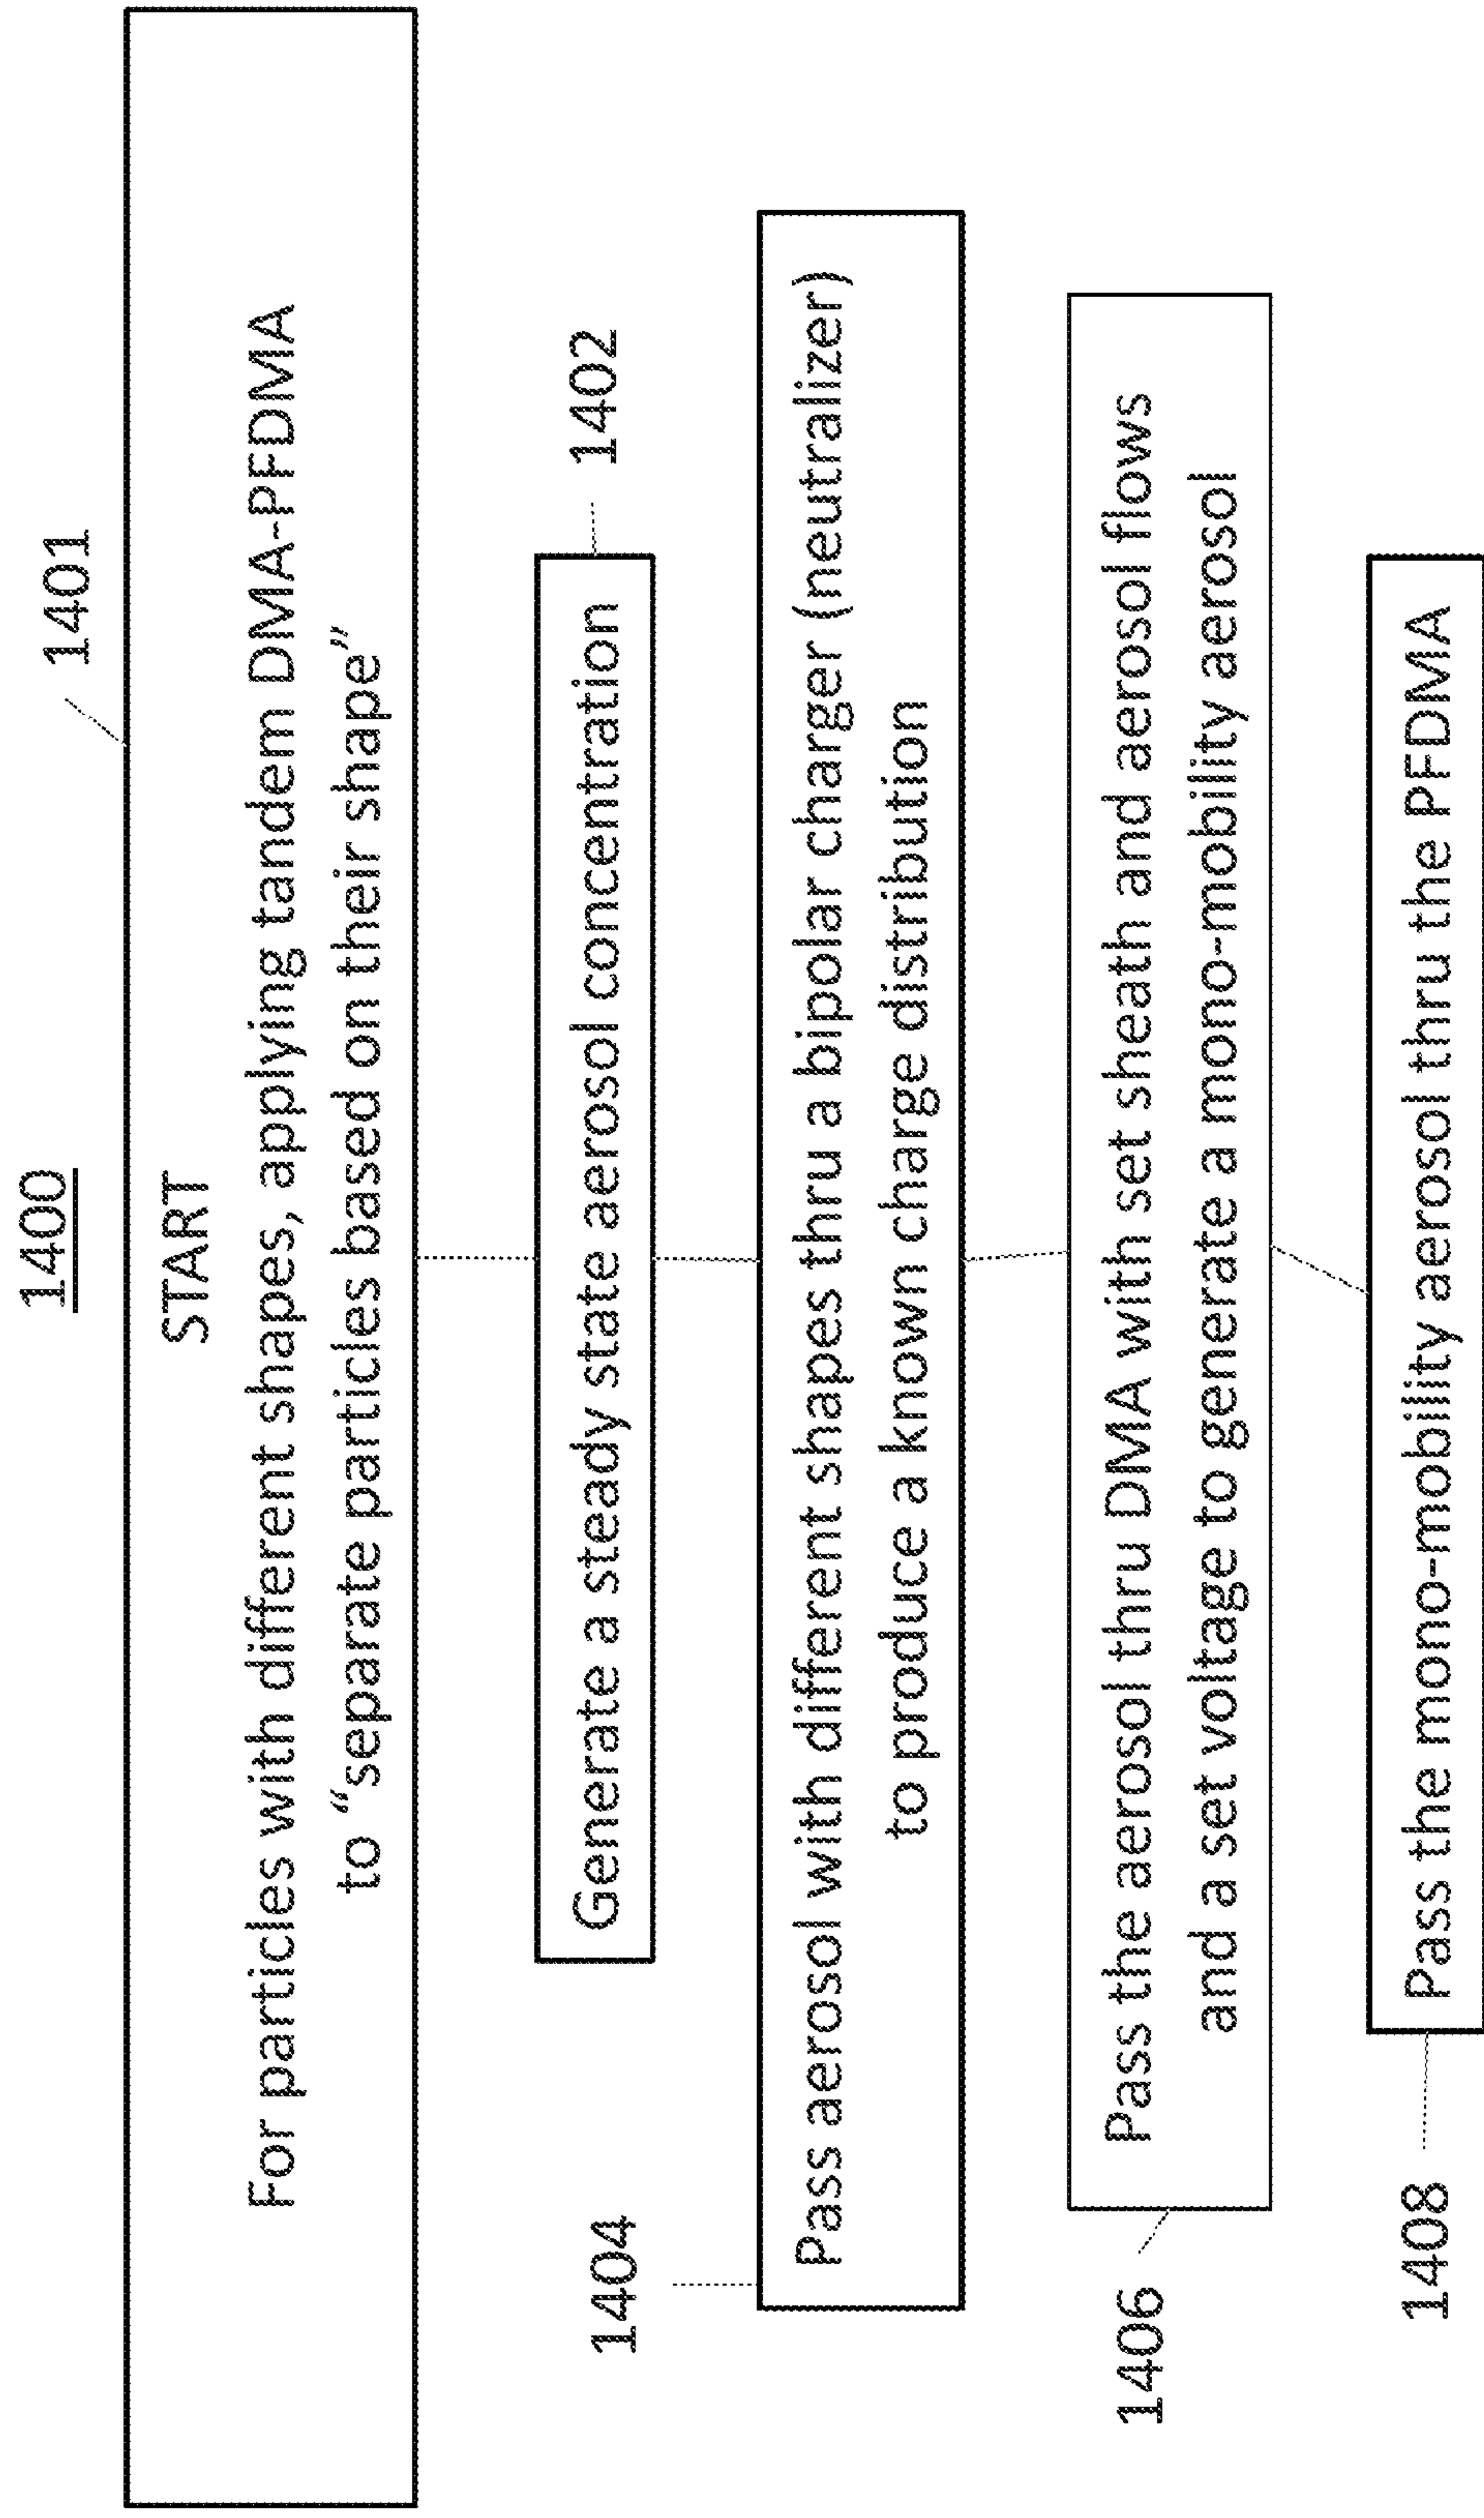 1400
1401
START
For particles with different shapes, applying tandem DMA-PFDMA
to “separate particles based on their shape”
1402
Generate a steady state aerosol concentration
1404
Pass aerosol with different shapes thru a bipolar charger (neutralizer)
to produce a known charge distribution
1406
Pass the aerosol thru DMA with set sheath and aerosol flows
and a set voltage to generate a mono-mobility aerosol
1408
Pass the mono-mobility aerosol thru the PFDMA